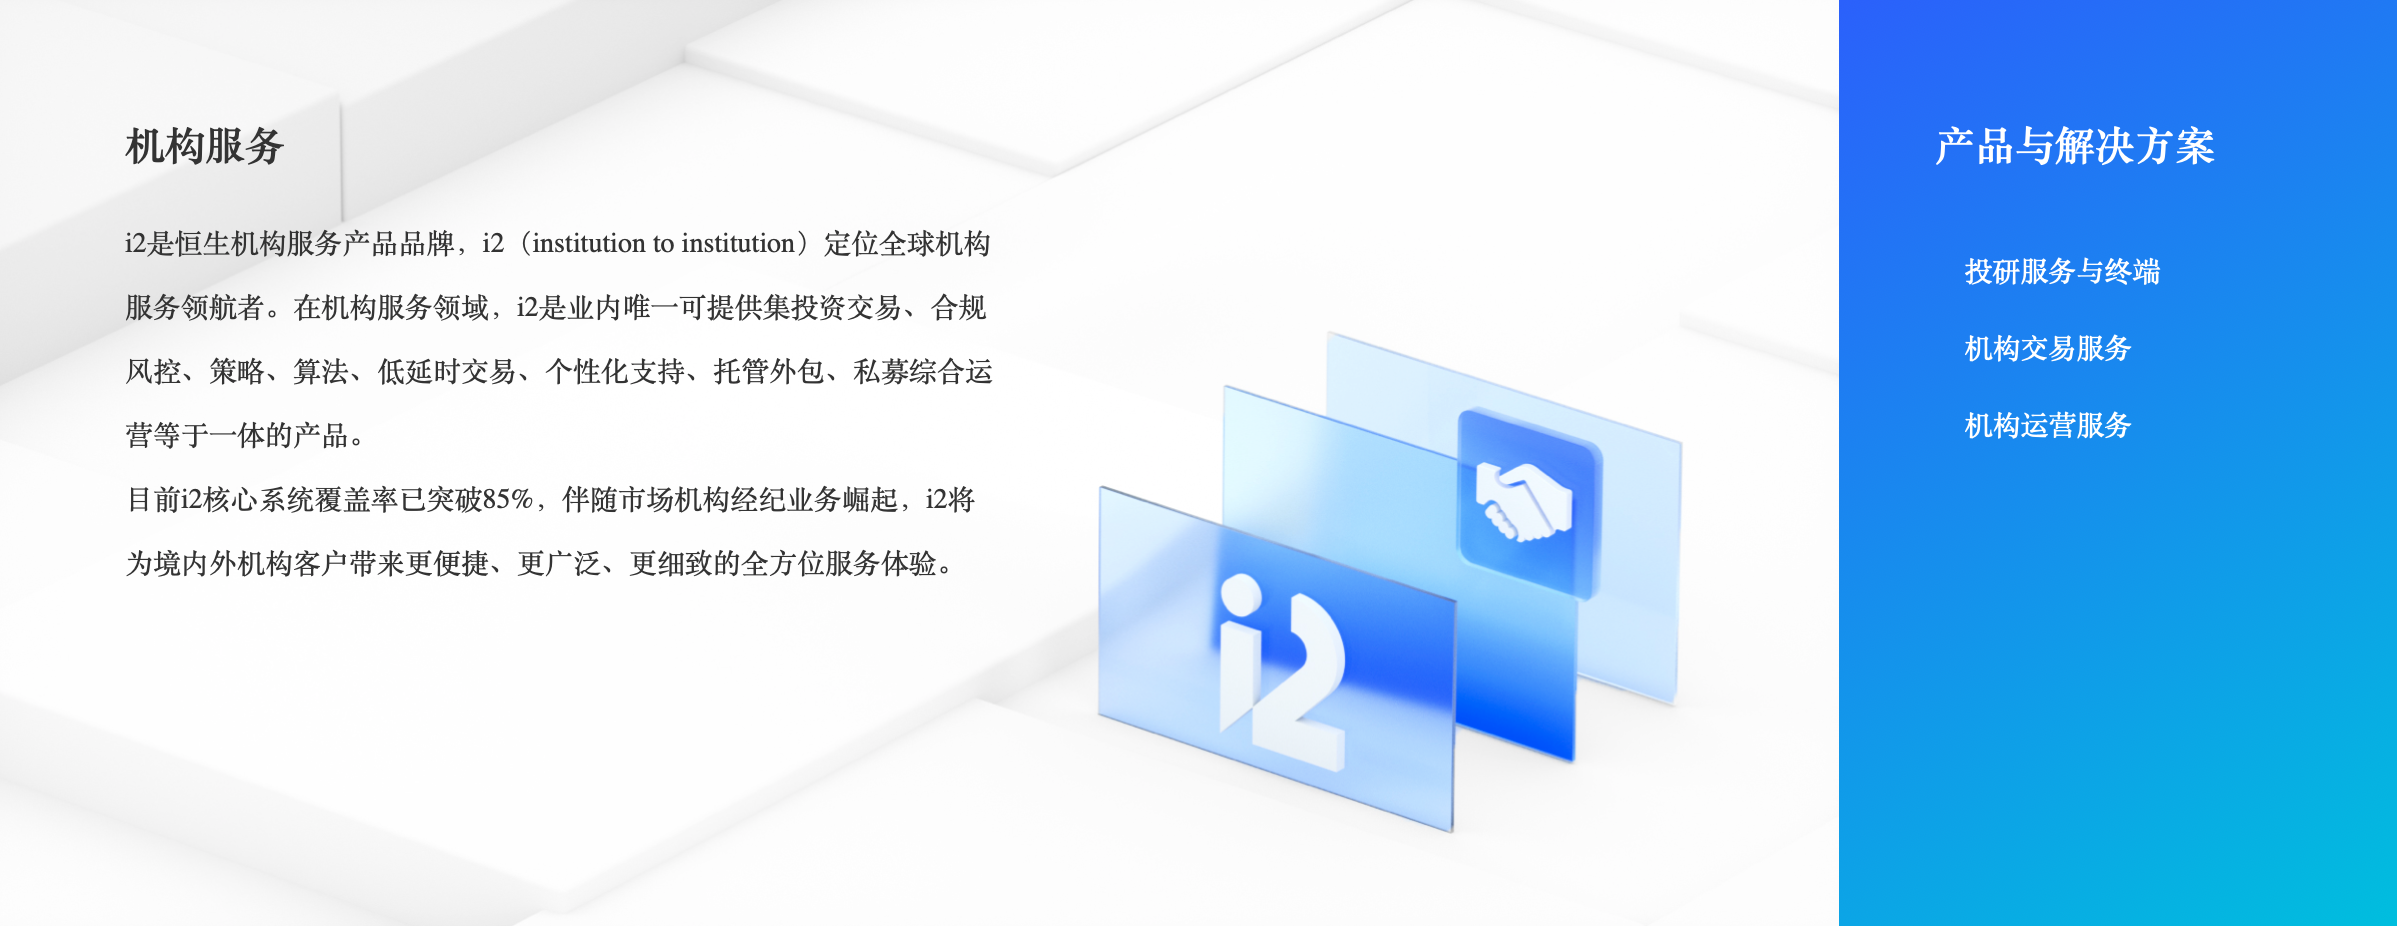 机构服务
i2是恒生机构服务产品品牌，i2（institution to institution）定位全球机构
服务领航者。在机构服务领域，i2是业内唯一可提供集投资交易、合规
风控、策略、算法、低延时交易、个性化支持、托管外包、私募综合运
营等于一体的产品。
目前i2核心系统覆盖率已突破85%，伴随市场机构经纪业务崛起，i2将
为境内外机构客户带来更便捷、更广泛、更细致的全方位服务体验。
i2
产品与解决方案
投研服务与终端
机构交易服务
机构运营服务